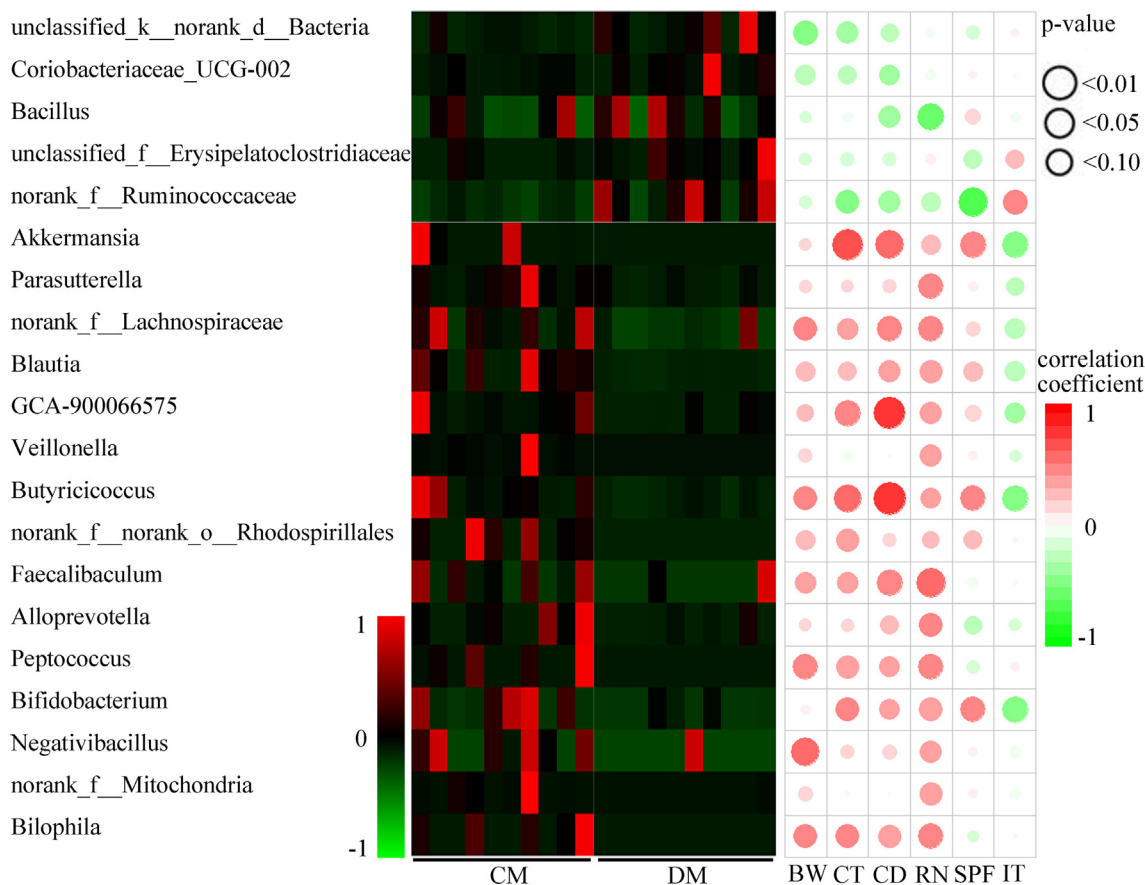 unclassified_k__norank_d__Bacteria
Coriobacteriaceae_UCG-002
Bacillus
unclassified_f__Erysipelatoclostridiaceae
norank_f__Ruminococcaceae
Akkermansia
Parasutterella
norank_f__Lachnospiraceae
Blautia
GCA-900066575
Veillonella
Butyricicoccus
norank_f__norank_o__Rhodospirillales
Faecalibaculum
Alloprevotella
Peptococcus
Bifidobacterium
Negativibacillus
norank_f__Mitochondria
Bilophila
1
0
-1
CM
DM
BW CT CD RN SPF IT
p-value
<0.01
<0.05
<0.10
correlation
coefficient
1
0
-1